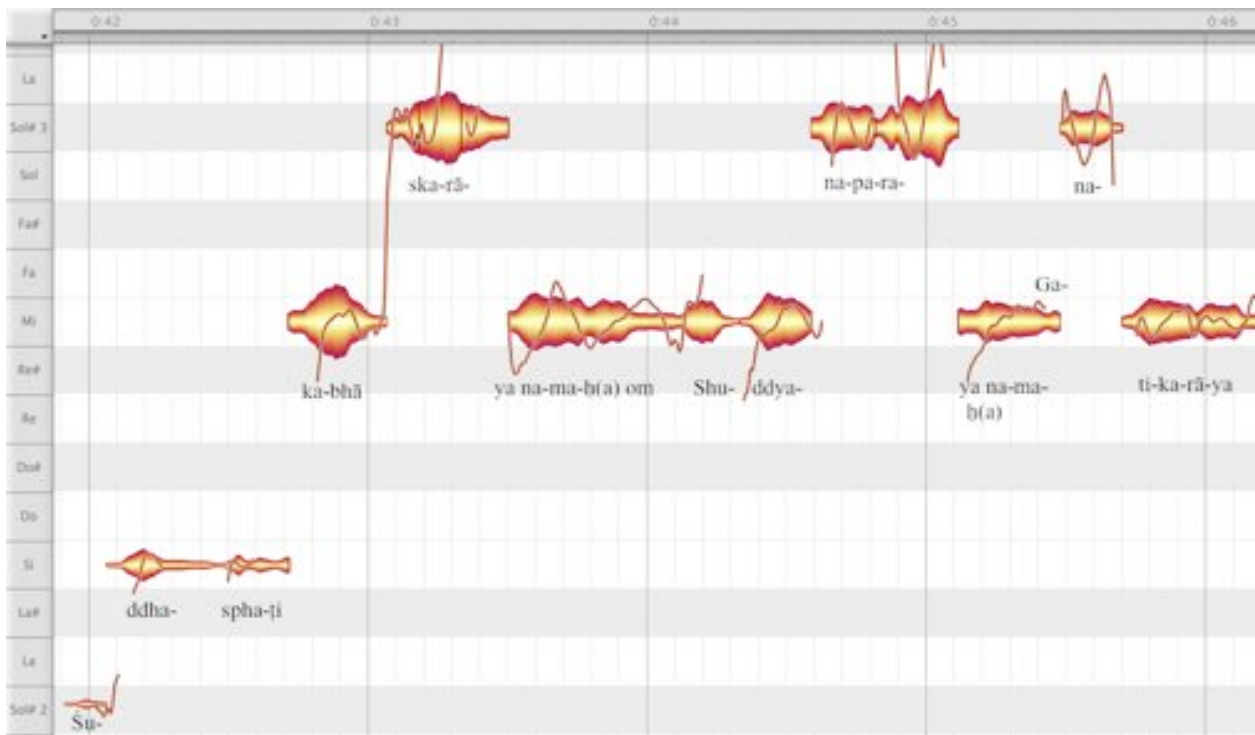 0:42 0:43 0:44 0:45 0:46
La
Sol# 3
ska-rā- na-pa-ra- na-
Sol
Fa#
Fa
Ga-
Mi
Re#
ka-bhā ya na-ma-ḥ(a) om Shu- ddya- ya na-ma- ti-ka-rā-ya
ḥ(a)
Re
Do#
Do
Si
ddha- spha-ṭi
La#
La
Sol# 2
Śu-